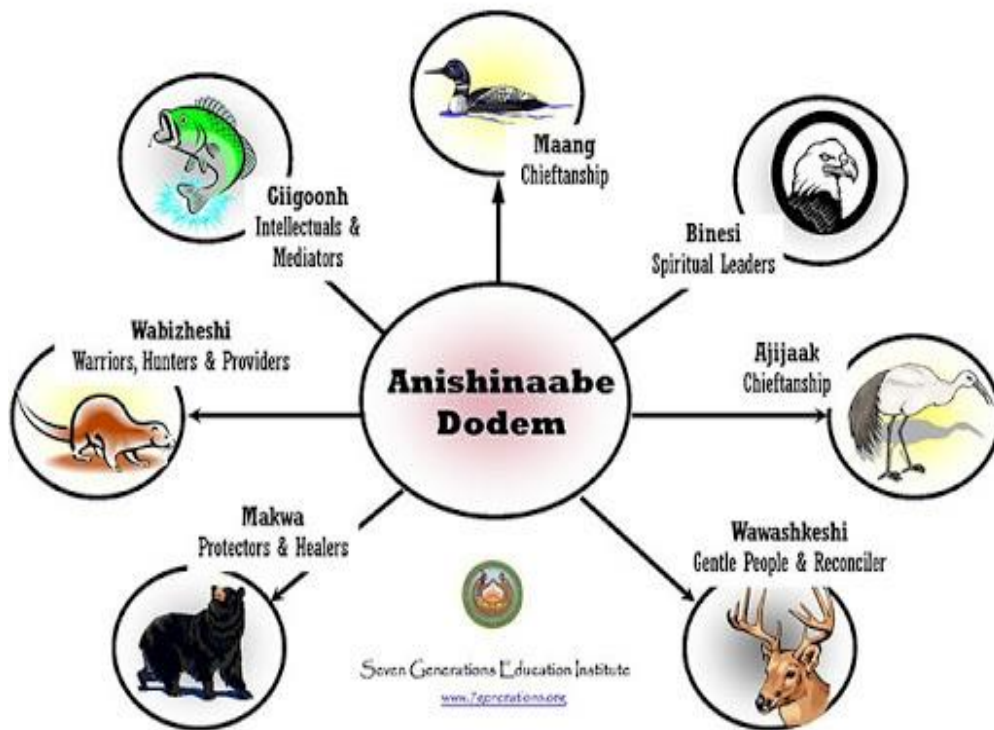 Maang
Chieftanship
Giigoonh
Intellectuals &
Mediators
Binesi
Spiritual Leaders
Wabizheshi
Warriors, Hunters & Providers
Ajijaak
Chieftanship
Anishinaabe
Dodem
Makwa
Protectors & Healers
Wawashkeshi
Gentle People & Reconciler
Seven Generations Education Institute
www.7generations.org